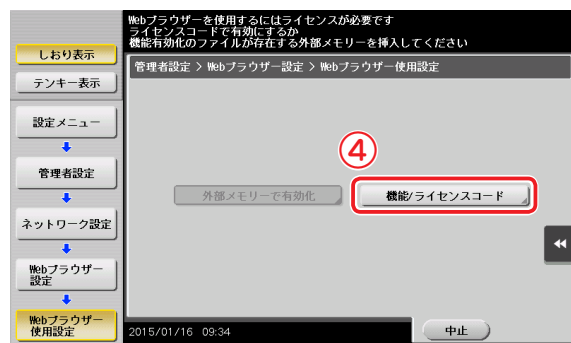 Webブラウザーを使用するにはライセンスが必要です
ライセンスコードで有効にするか
機能有効化のファイルが存在する外部メモリーを挿入してください
しおり表示
管理者設定 > Webブラウザー設定 > Webブラウザー使用設定
テンキー表示
設定メニュー
管理者設定
ネットワーク設定
Webブラウザー
設定
Webブラウザー
使用設定
④
外部メモリーで有効化
機能/ライセンスコード
2015/01/16 09:34
中止